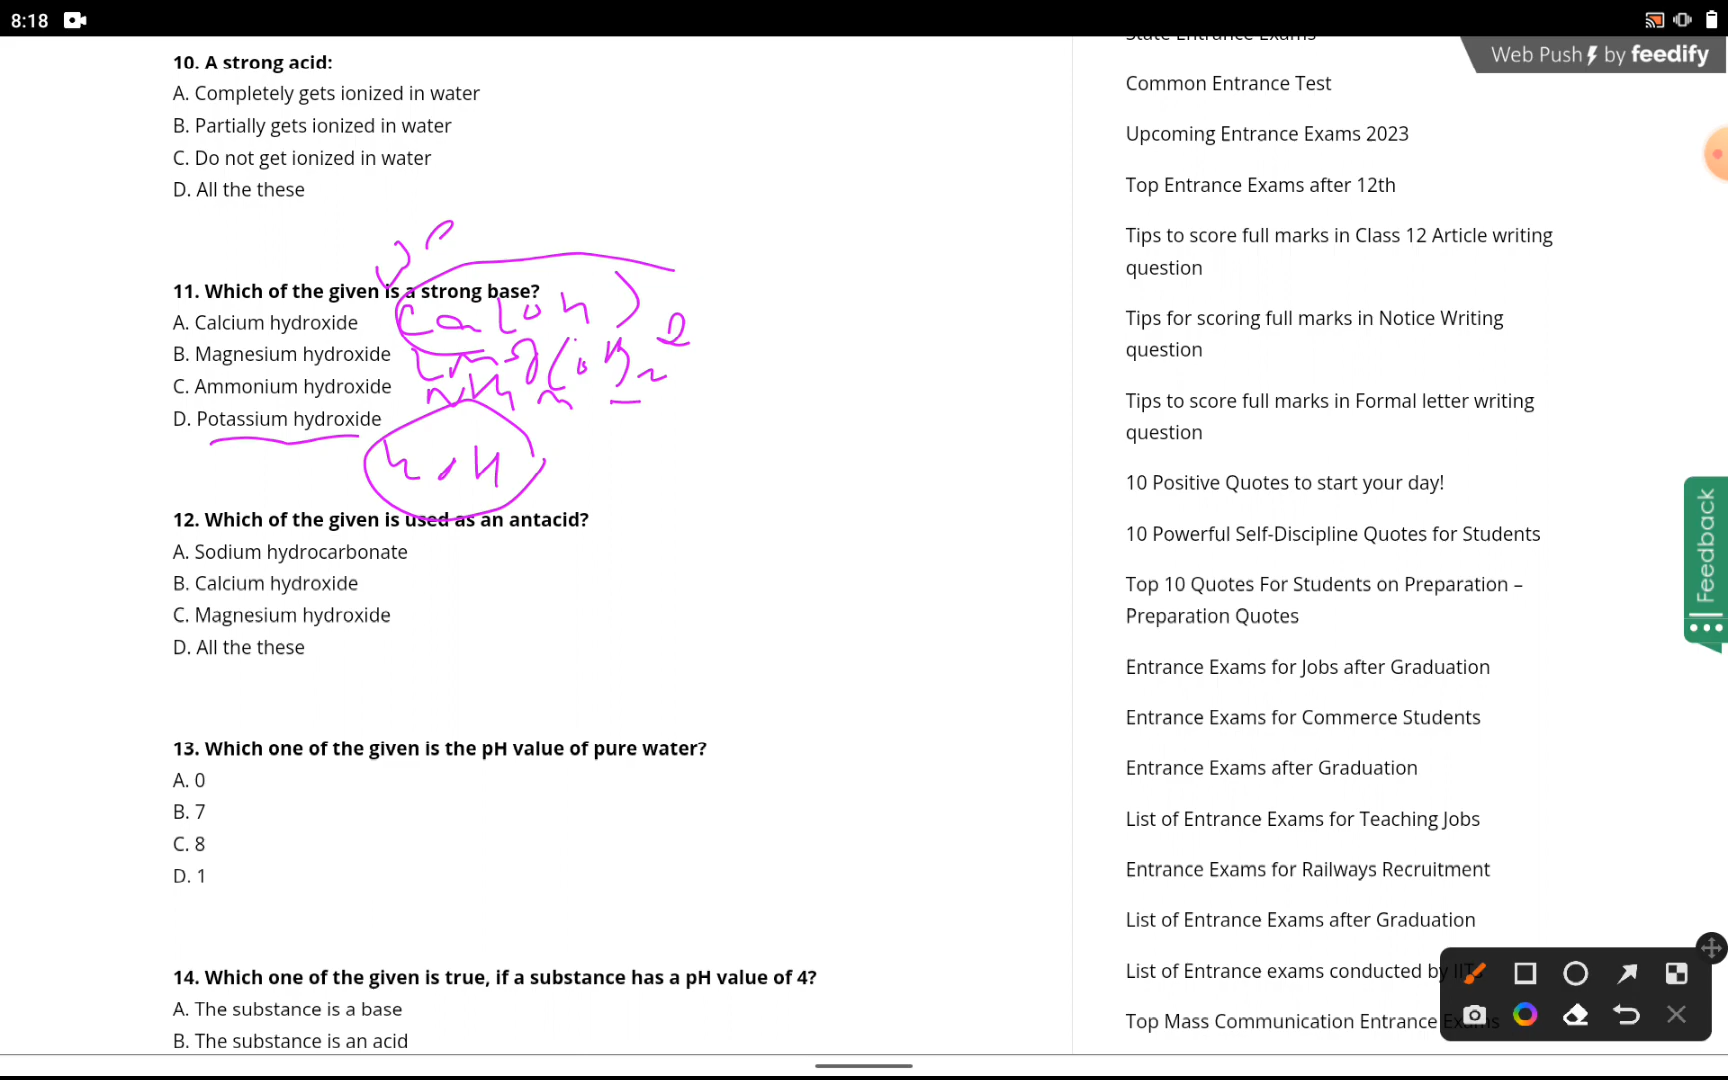 8:18
Web Push by feedify
10. A strong acid:
A. Completely gets ionized in water
B. Partially gets ionized in water
C. Do not get ionized in water
D. All the these
11. Which of the given is a strong base?
A. Calcium hydroxide
B. Magnesium hydroxide
C. Ammonium hydroxide
D. Potassium hydroxide
12. Which of the given is used as an antacid?
A. Sodium hydrocarbonate
B. Calcium hydroxide
C. Magnesium hydroxide
D. All the these
13. Which one of the given is the pH value of pure water?
A. 0
B. 7
C. 8
D. 1
14. Which one of the given is true, if a substance has a pH value of 4?
A. The substance is a base
B. The substance is an acid
State Entrance Exams
Common Entrance Test
Upcoming Entrance Exams 2023
Top Entrance Exams after 12th
Tips to score full marks in Class 12 Article writing
question
Tips for scoring full marks in Notice Writing
question
Tips to score full marks in Formal letter writing
question
10 Positive Quotes to start your day!
10 Powerful Self-Discipline Quotes for Students
Top 10 Quotes For Students on Preparation –
Preparation Quotes
Entrance Exams for Jobs after Graduation
Entrance Exams for Commerce Students
Entrance Exams after Graduation
List of Entrance Exams for Teaching Jobs
Entrance Exams for Railways Recruitment
List of Entrance Exams after Graduation
List of Entrance exams conducted by IITs
Top Mass Communication Entrance Exams
Feedback